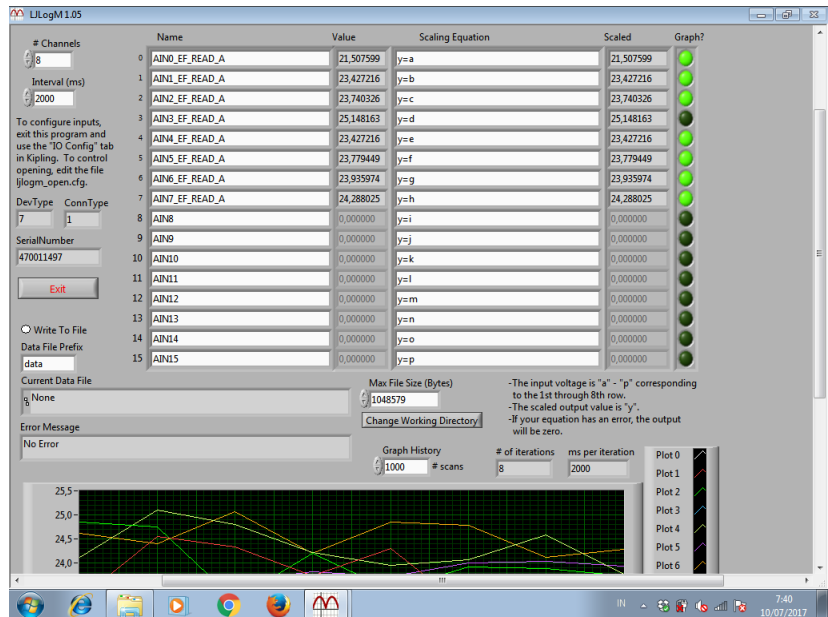 LJLogM 1.05
# Channels
8
Interval (ms)
2000
To configure inputs,
exit this program and
use the "IO Config" tab
in Kipling. To control
opening, edit the file
ljlogm_open.cfg.
DevType ConnType
7 1
SerialNumber
470011497
Exit
Write To File
Data File Prefix
data
Name Value Scaling Equation Scaled Graph?
0 AIN0_EF_READ_A 21,507599 y=a 21,507599
1 AIN1_EF_READ_A 23,427216 y=b 23,427216
2 AIN2_EF_READ_A 23,740326 y=c 23,740326
3 AIN3_EF_READ_A 25,148163 y=d 25,148163
4 AIN4_EF_READ_A 23,427216 y=e 23,427216
5 AIN5_EF_READ_A 23,779449 y=f 23,779449
6 AIN6_EF_READ_A 23,935974 y=g 23,935974
7 AIN7_EF_READ_A 24,288025 y=h 24,288025
8 AIN8 0,000000 y=i 0,000000
9 AIN9 0,000000 y=j 0,000000
10 AIN10 0,000000 y=k 0,000000
11 AIN11 0,000000 y=l 0,000000
12 AIN12 0,000000 y=m 0,000000
13 AIN13 0,000000 y=n 0,000000
14 AIN14 0,000000 y=o 0,000000
15 AIN15 0,000000 y=p 0,000000
Current Data File
None
Error Message
No Error
Max File Size (Bytes)
1048579
Change Working Directory
-The input voltage is "a" - "p" corresponding
to the 1st through 8th row.
-The scaled output value is "y".
-If your equation has an error, the output
will be zero.
Graph History
1000 # scans
# of iterations
8
ms per iteration
2000
Plot 0
Plot 1
Plot 2
Plot 3
Plot 4
Plot 5
Plot 6
25,5
25,0
24,5
24,0
IN
7:40
10/07/2017